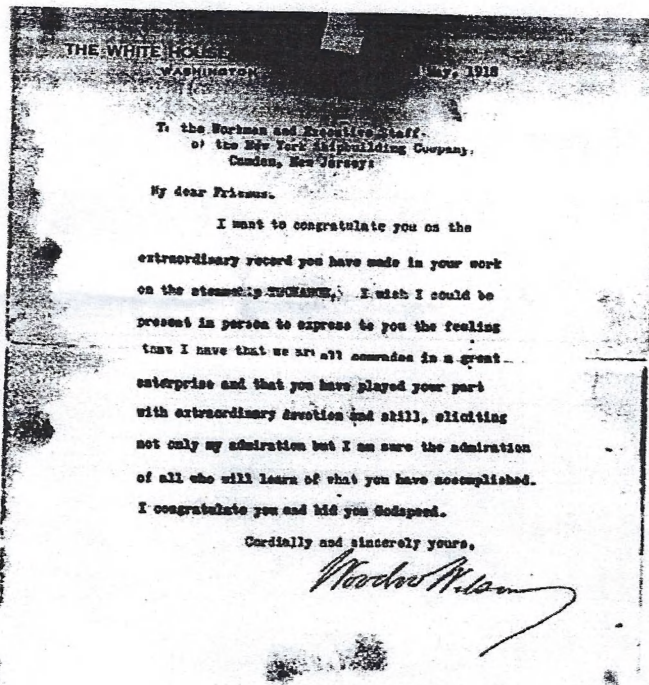 THE WHITE HOUSE
WASHINGTON
May, 1918
To the Workmen and Executive Staff.
of the New York Shipbuilding Company,
Camden, New Jersey:
My dear Friends.
I want to congratulate you on the
extraordinary record you have made in your work
on the steamship TUCKAHOE. I wish I could be
present in person to express to you the feeling
that I have that we are all comrades in a great
enterprise and that you have played your part
with extraordinary devotion and skill, eliciting
not only my admiration but I am sure the admiration
of all who will learn of what you have accomplished.
I congratulate you and bid you Godspeed.
Cordially and sincerely yours,
Woodrow Wilson